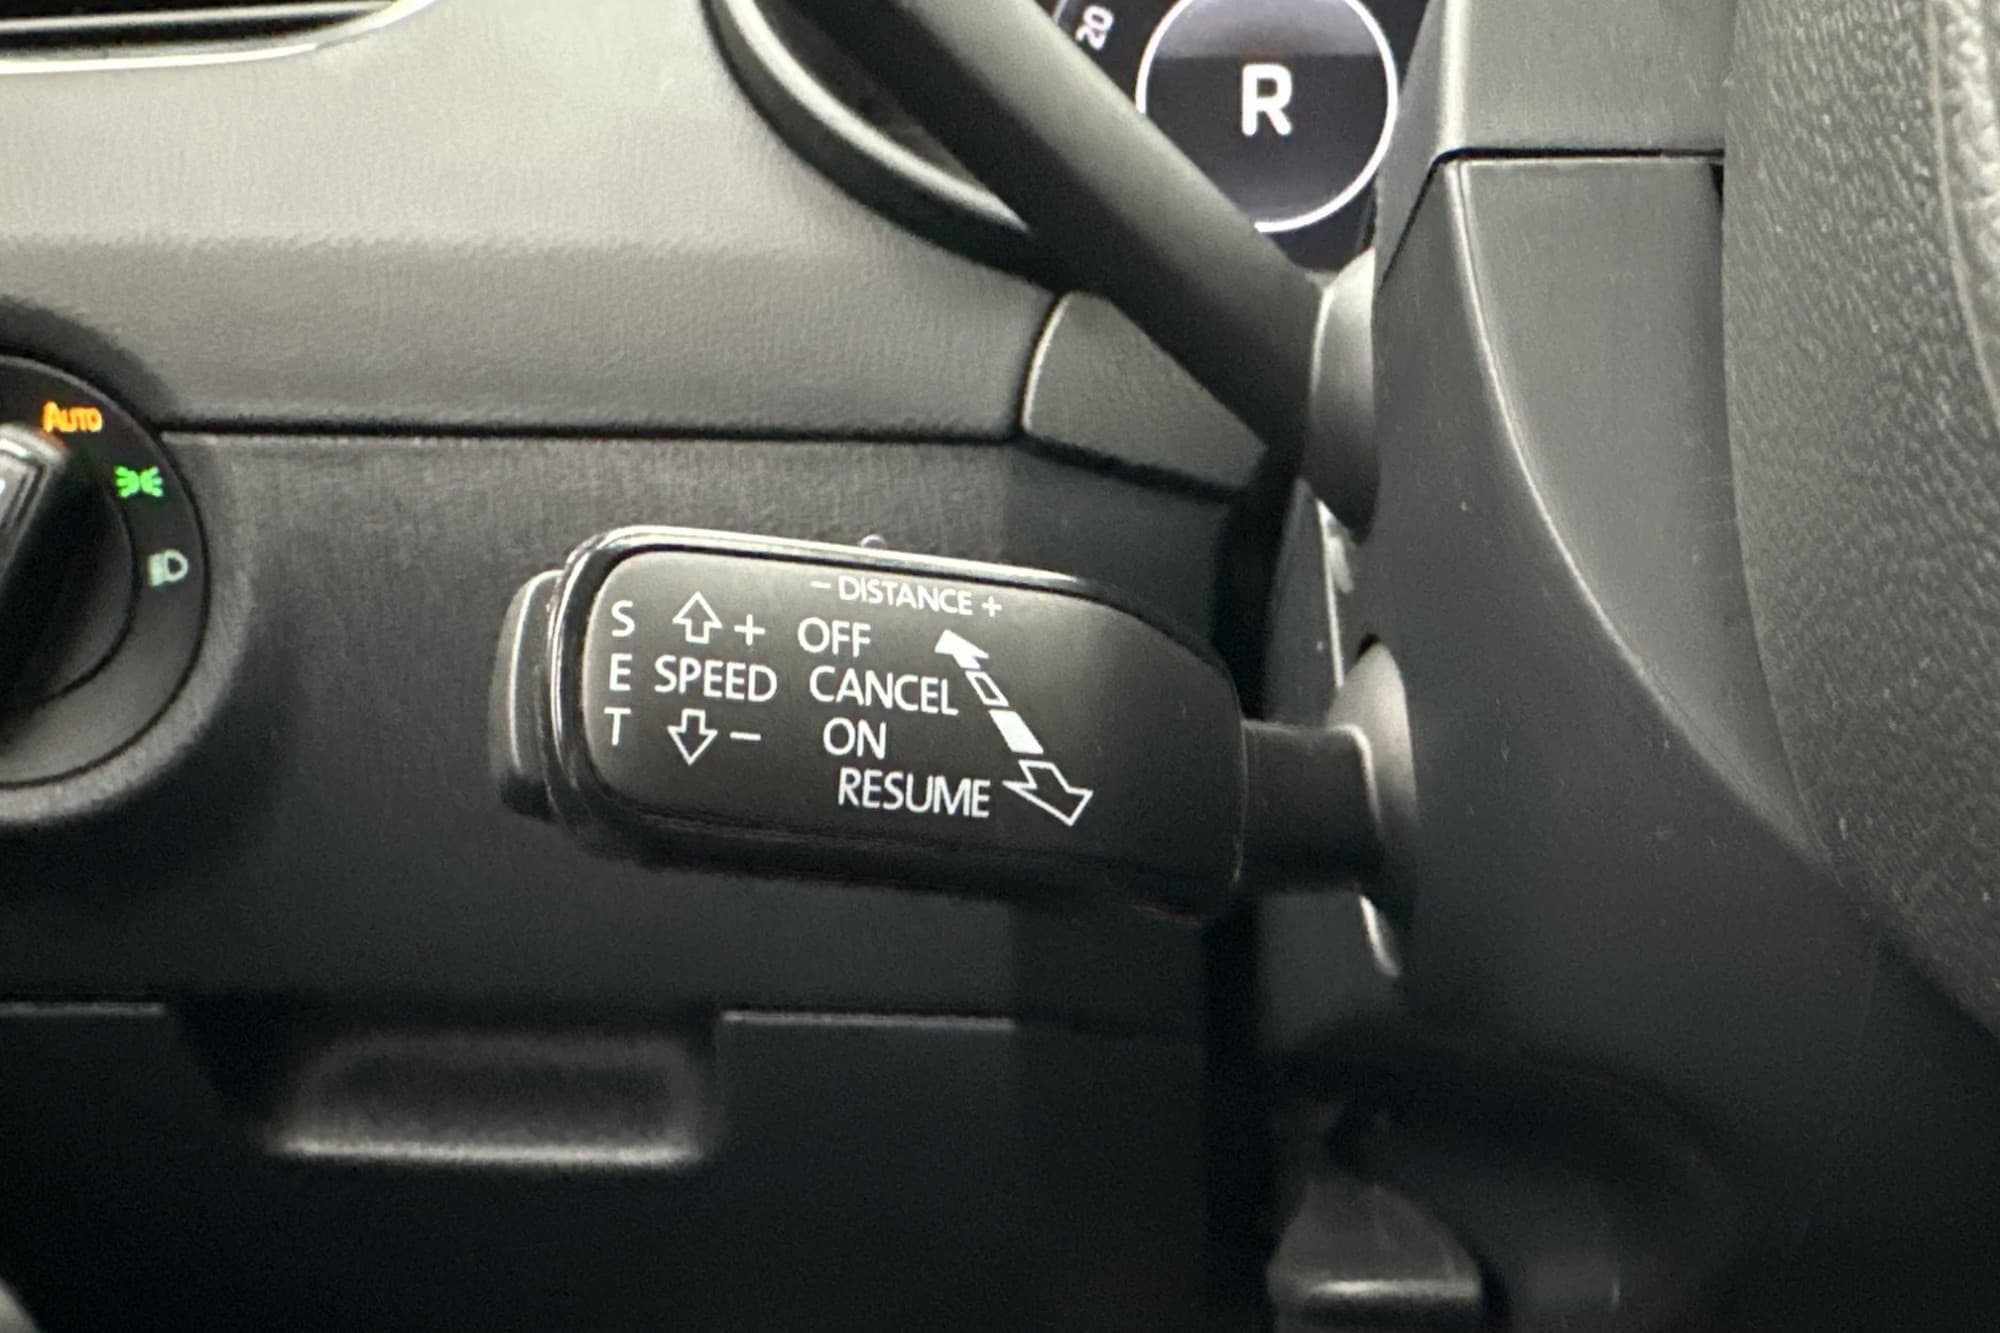 20
R
AUTO
− DISTANCE +
S + OFF
E SPEED CANCEL
T − ON
RESUME